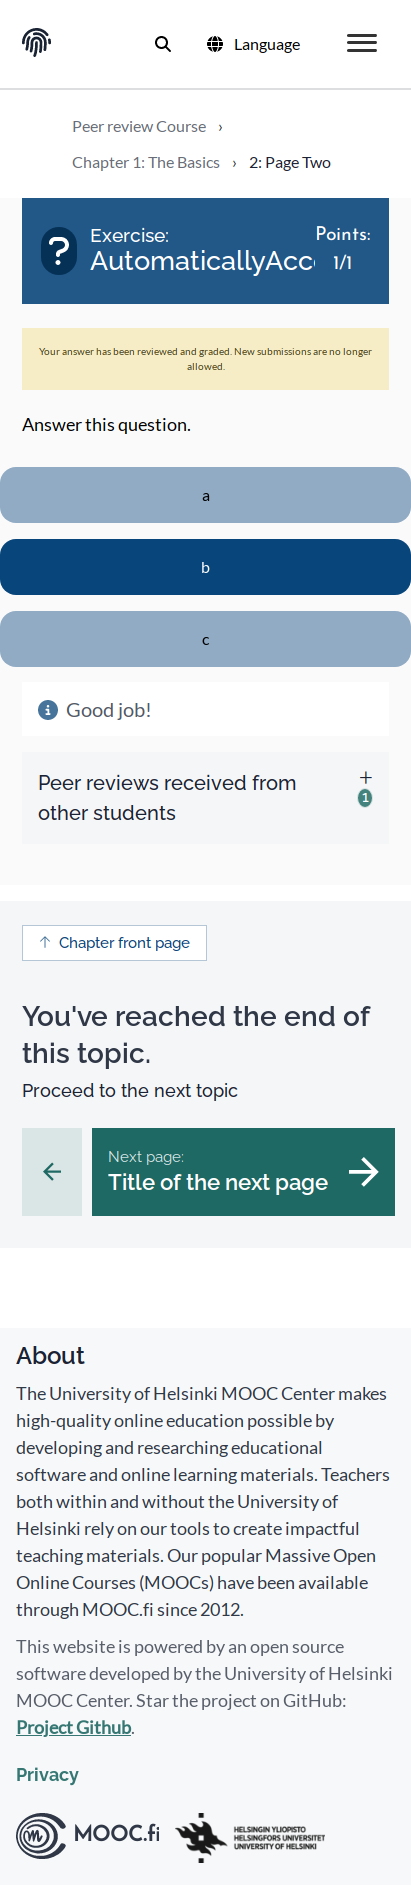 Language
Peer review Course ›
Chapter 1: The Basics › 2: Page Two
Exercise:
AutomaticallyAcc
Points:
1/1
Your answer has been reviewed and graded. New submissions are no longer
allowed.
Answer this question.
a
b
c
Good job!
Peer reviews received from
other students
1
Chapter front page
You've reached the end of
this topic.
Proceed to the next topic
Next page:
Title of the next page
About
The University of Helsinki MOOC Center makes
high-quality online education possible by
developing and researching educational
software and online learning materials. Teachers
both within and without the University of
Helsinki rely on our tools to create impactful
teaching materials. Our popular Massive Open
Online Courses (MOOCs) have been available
through MOOC.fi since 2012.
This website is powered by an open source
software developed by the University of Helsinki
MOOC Center. Star the project on GitHub:
Project Github.
Privacy
MOOC.fi
HELSINGIN YLIOPISTO
HELSINGFORS UNIVERSITET
UNIVERSITY OF HELSINKI